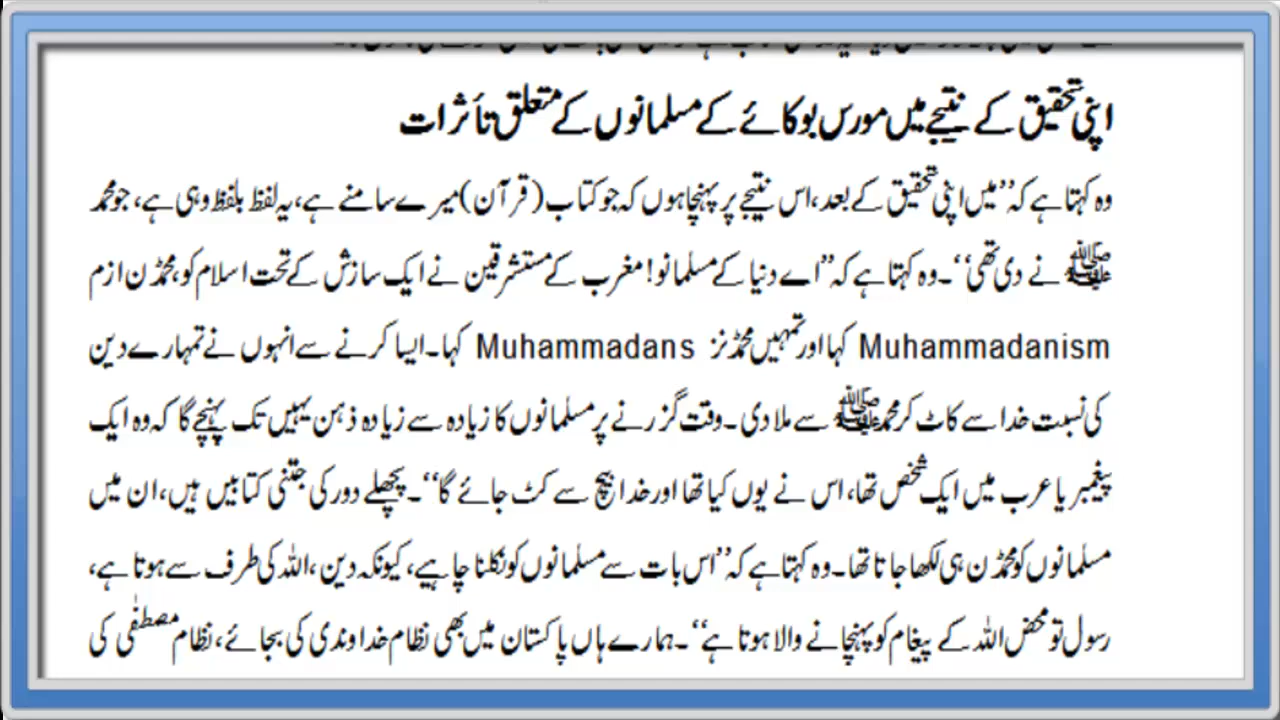 اپنی تحقیق کے نتیجے میں مورس بوکائے کے مسلمانوں کے متعلق تأثرات
وہ کہتا ہے کہ ’’میں اپنی تحقیق کے بعد، اس نتیجے پر پہنچا ہوں کہ جو کتاب (قرآن) میرے سامنے ہے، یہ لفظ بلفظ وہی ہے، جو محمد
ﷺ نے دی تھی‘‘۔ وہ کہتا ہے کہ ’’اے دنیا کے مسلمانو! مغرب کے مستشرقین نے ایک سازش کے تحت اسلام کو، محمڈن ازم
Muhammadanism کہا اور تمہیں محمڈنز Muhammadans کہا۔ ایسا کرنے سے انہوں نے تمہارے دین
کی نسبت خدا سے کاٹ کر محمدﷺ سے ملا دی۔ وقت گزرنے پر مسلمانوں کا زیادہ سے زیادہ ذہن یہیں تک پہنچے گا کہ وہ ایک
پیغمبر یا عرب میں ایک شخص تھا، اس نے یوں کیا تھا اور خدا بیچ سے کٹ جائے گا‘‘۔ پچھلے دور کی جتنی کتابیں ہیں، ان میں
مسلمانوں کو محمڈن ہی لکھا جاتا تھا۔ وہ کہتا ہے کہ ’’اس بات سے مسلمانوں کو نکلنا چاہیے، کیونکہ دین، اللہ کی طرف سے ہوتا ہے،
رسول تو محض اللہ کے پیغام کو پہنچانے والا ہوتا ہے‘‘۔ ہمارے ہاں پاکستان میں بھی نظام خداوندی کی بجائے، نظام مصطفٰی کی